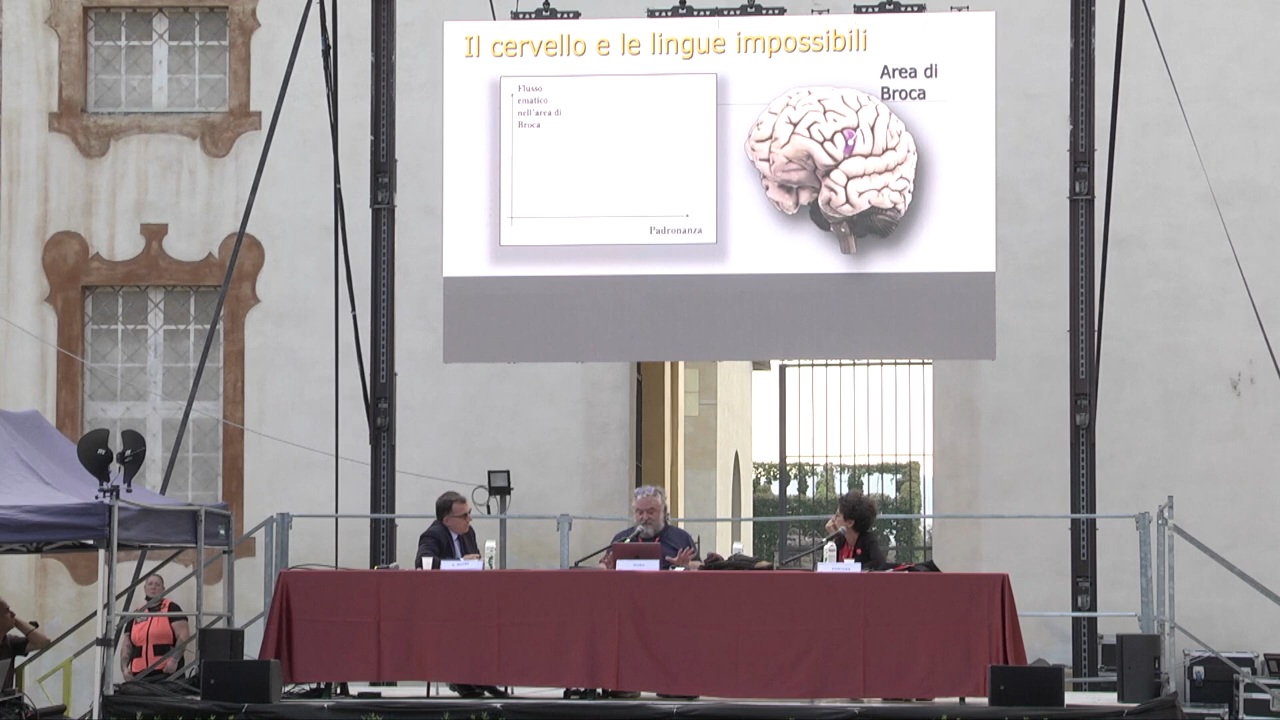 Il cervello e le lingue impossibili
Area di
Broca
Flusso
ematico
nell'area di
Broca
Padronanza